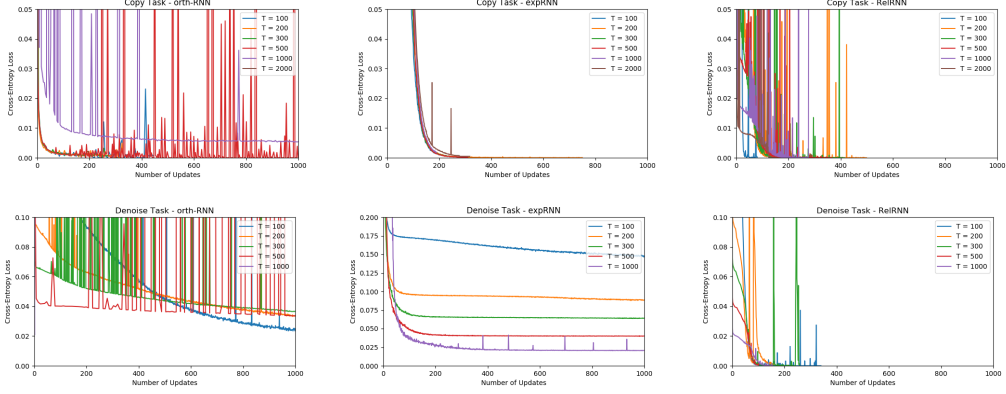 Copy Task - orth-RNN
0.05
0.04
0.03
0.02
0.01
0.00
Cross-Entropy Loss
T = 100
T = 200
T = 300
T = 500
T = 1000
T = 2000
0
200
400
600
800
1000
Number of Updates
Copy Task - expRNN
0.05
0.04
0.03
0.02
0.01
0.00
Cross-Entropy Loss
T = 100
T = 200
T = 300
T = 500
T = 1000
T = 2000
0
200
400
600
800
1000
Number of Updates
Copy Task - RelRNN
0.05
0.04
0.03
0.02
0.01
0.00
Cross-Entropy Loss
T = 100
T = 200
T = 300
T = 500
T = 1000
T = 2000
0
200
400
600
800
1000
Number of Updates
Denoise Task - orth-RNN
0.10
0.08
0.06
0.04
0.02
0.00
Cross-Entropy Loss
T = 100
T = 200
T = 300
T = 500
T = 1000
0
200
400
600
800
1000
Number of Updates
Denoise Task - expRNN
0.200
0.175
0.150
0.125
0.100
0.075
0.050
0.025
0.000
Cross-Entropy Loss
T = 100
T = 200
T = 300
T = 500
T = 1000
0
200
400
600
800
1000
Number of Updates
Denoise Task - RelRNN
0.10
0.08
0.06
0.04
0.02
0.00
Cross-Entropy Loss
T = 100
T = 200
T = 300
T = 500
T = 1000
0
200
400
600
800
1000
Number of Updates